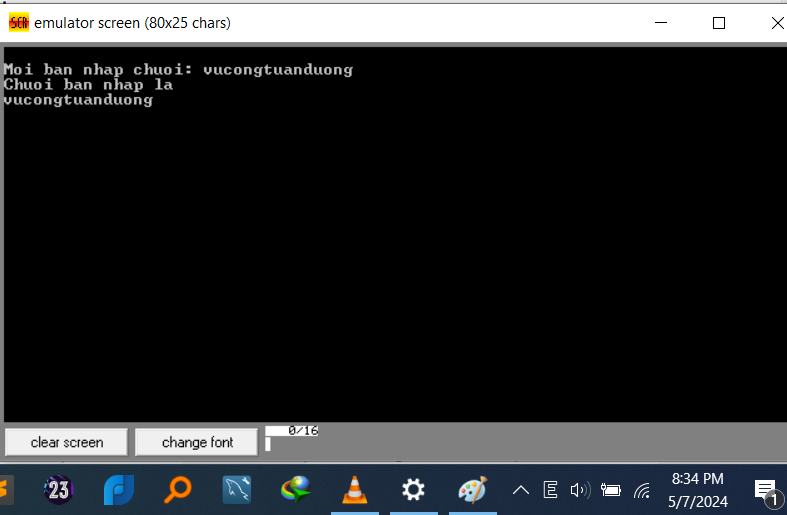 SCR emulator screen (80x25 chars)
Moi ban nhap chuoi: vucongtuanduong
Chuoi ban nhap la
vucongtuanduong
clear screen change font 0/16
23 E 8:34 PM
5/7/2024 1